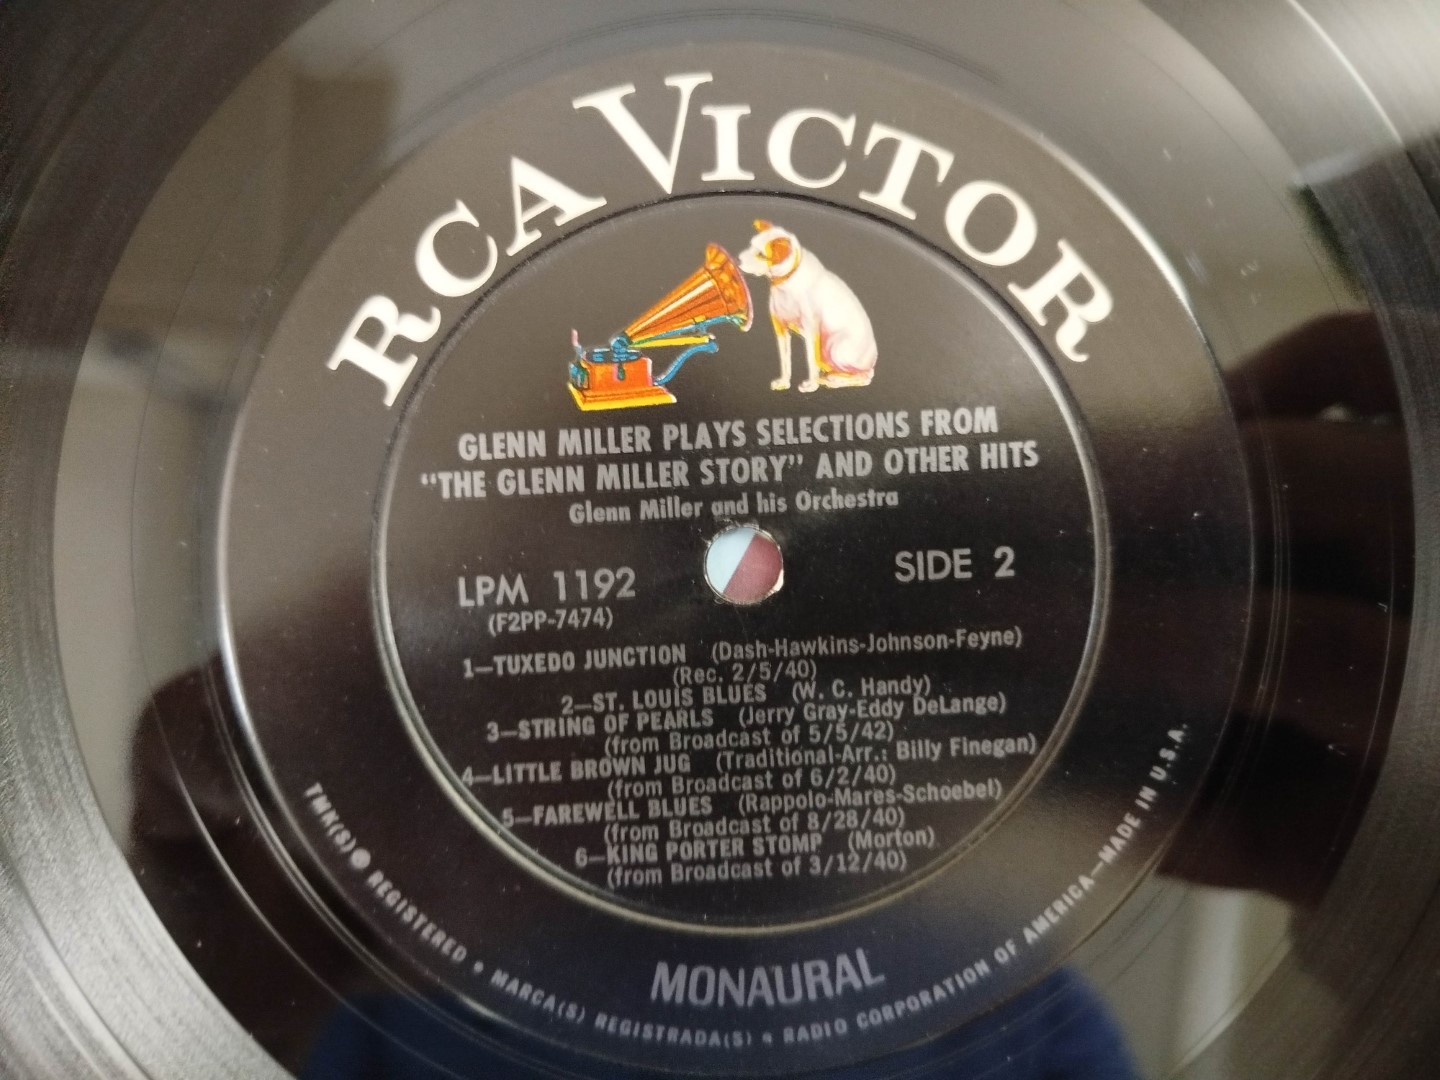 RCA VICTOR
GLENN MILLER PLAYS SELECTIONS FROM
"THE GLENN MILLER STORY" AND OTHER HITS
Glenn Miller and his Orchestra
LPM 1192
(F2PP-7474)
SIDE 2
1—TUXEDO JUNCTION (Dash-Hawkins-Johnson-Feyne)
(Rec. 2/5/40)
2—ST. LOUIS BLUES (W. C. Handy)
3—STRING OF PEARLS (Jerry Gray-Eddy DeLange)
(from Broadcast of 5/5/42)
4—LITTLE BROWN JUG (Traditional-Arr.: Billy Finegan)
(from Broadcast of 6/2/40)
5—FAREWELL BLUES (Rappolo-Mares-Schoebel)
(from Broadcast of 8/28/40)
6—KING PORTER STOMP (Morton)
(from Broadcast of 3/12/40)
MONAURAL
TMK(S)® REGISTERED • MARCA(S) REGISTRADA(S) • RADIO CORPORATION OF AMERICA—MADE IN U.S.A.